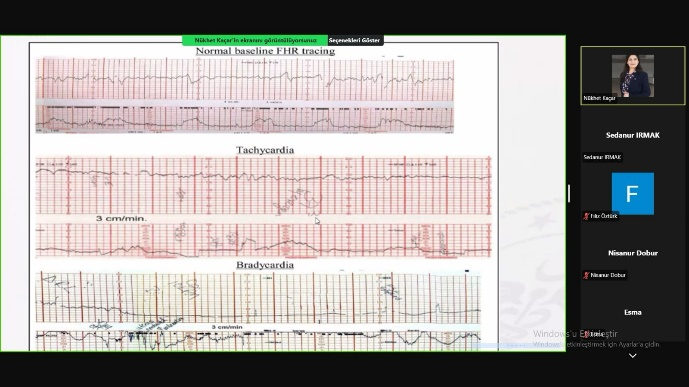 Nükhet Kaçar'in ekranını görüntülüyorsunuz
Seçenekleri Göster
Normal baseline FHR tracing
Tachycardia
3 cm/min.
Bradycardia
3 cm/min
Nükhet Kaçar
Sedanur IRMAK
Sedanur IRMAK
F
Filiz Öztürk
Nisanur Dobur
Nisanur Dobur
Esma
Windows'u Etkinleştir
Windows'u etkinleştirmek için Ayarlar'a gidin.